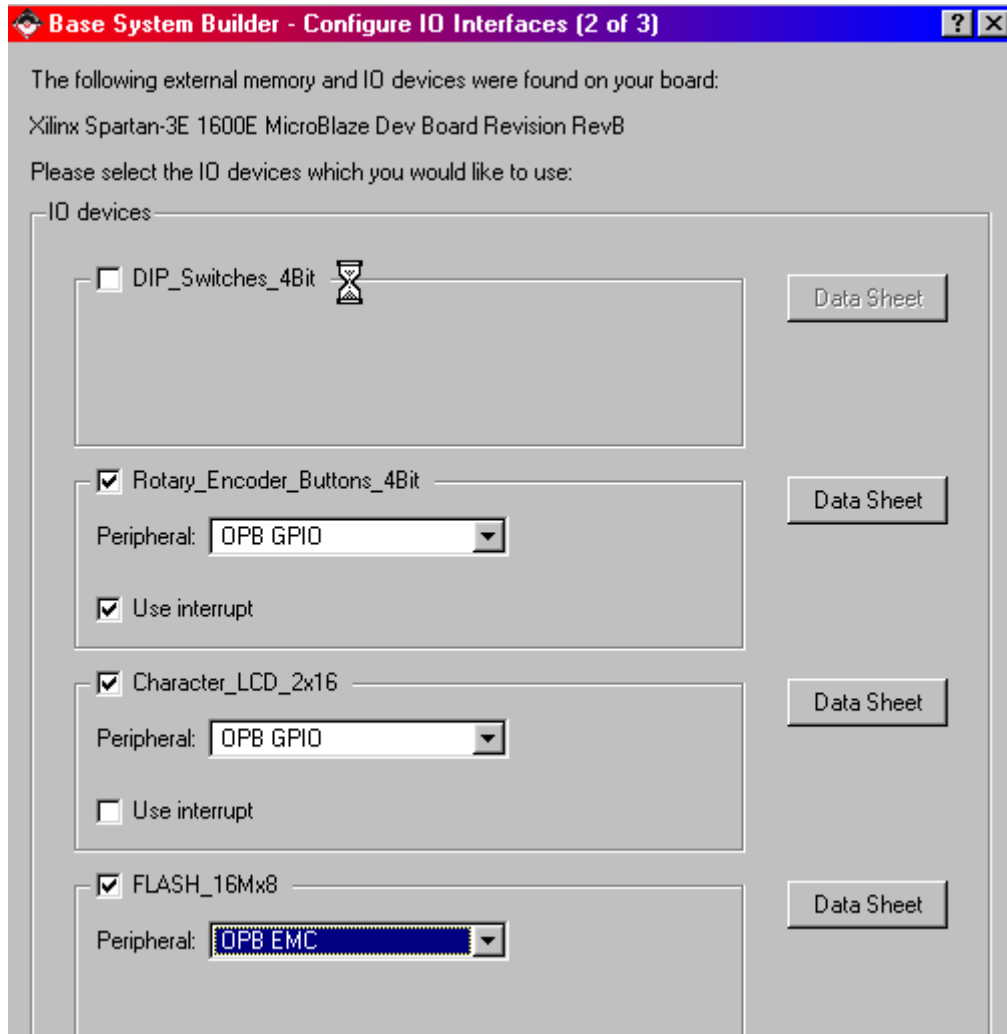 Base System Builder - Configure IO Interfaces (2 of 3)
The following external memory and IO devices were found on your board:
Xilinx Spartan-3E 1600E MicroBlaze Dev Board Revision RevB
Please select the IO devices which you would like to use:
IO devices
DIP_Switches_4Bit
Data Sheet
Rotary_Encoder_Buttons_4Bit
Data Sheet
Peripheral: OPB GPIO
Use interrupt
Character_LCD_2x16
Data Sheet
Peripheral: OPB GPIO
Use interrupt
FLASH_16Mx8
Data Sheet
Peripheral: OPB EMC